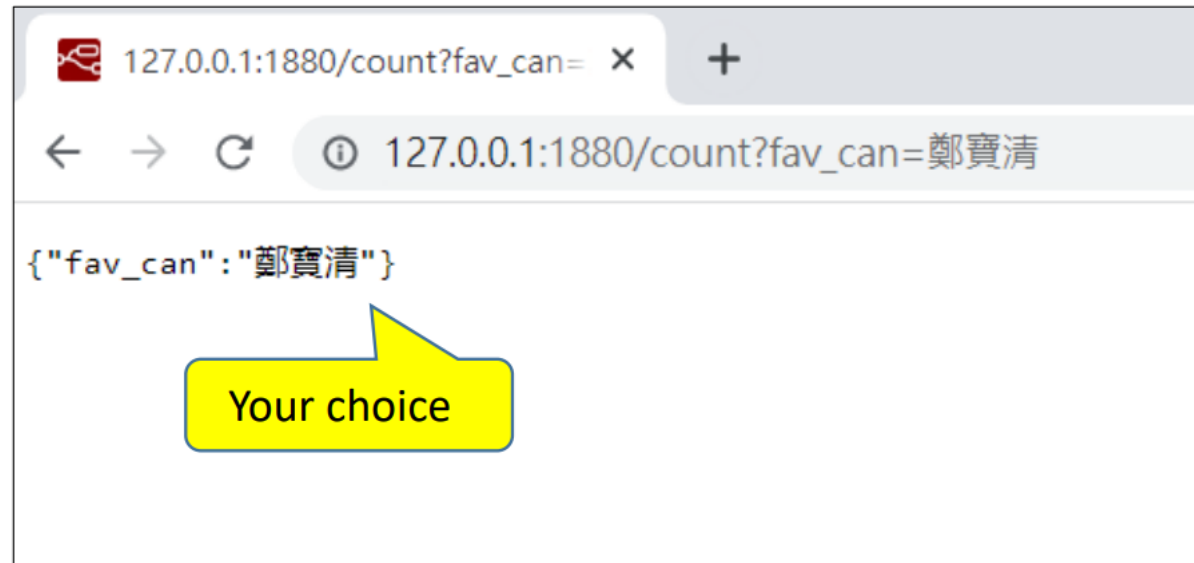 127.0.0.1:1880/count?fav_can=
127.0.0.1:1880/count?fav_can=鄭寶清
{"fav_can":"鄭寶清"}
Your choice